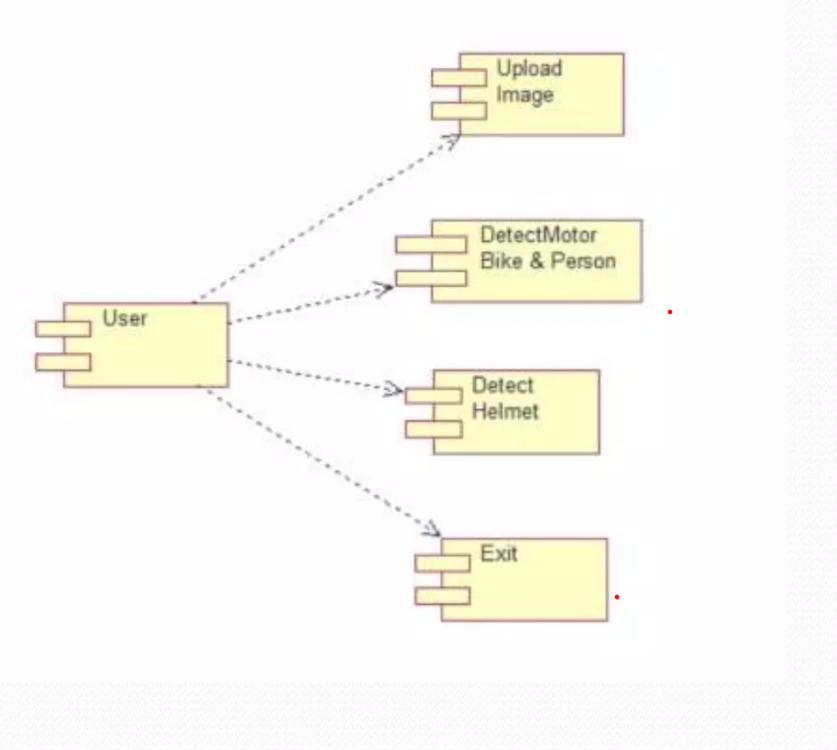 Upload
Image
DetectMotor
Bike & Person
User
Detect
Helmet
Exit